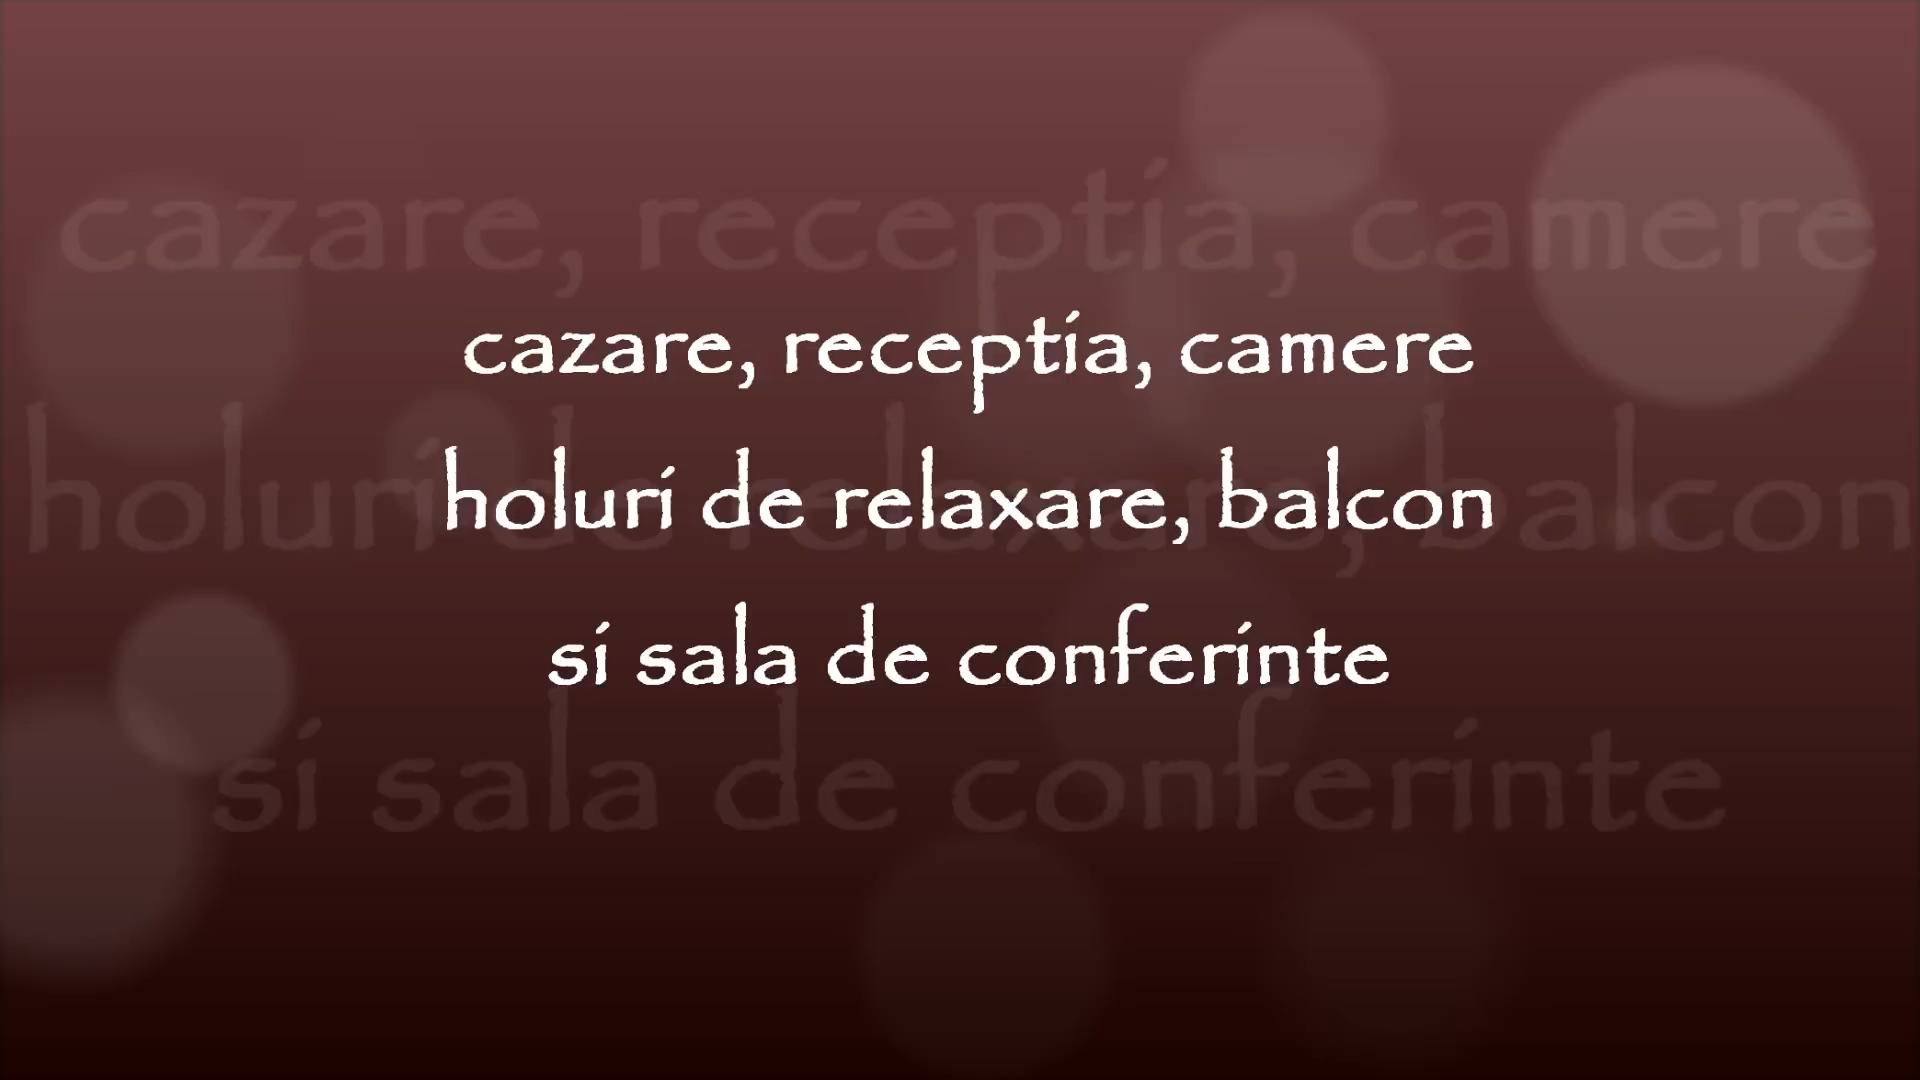 cazare, receptia, camere
holuri de relaxare, balcon
si sala de conferinte